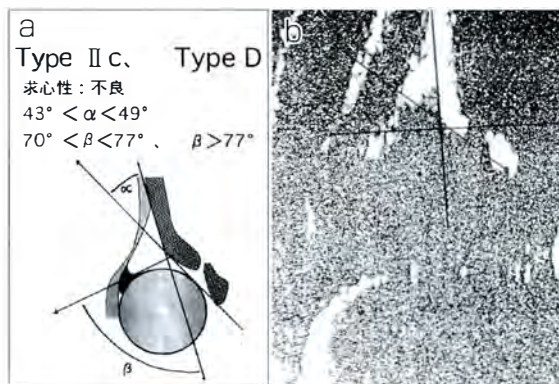 a
Type Ⅱc、 Type D
求心性：不良
43° < α < 49°
70° < β < 77° 、 β > 77°
α
β
b